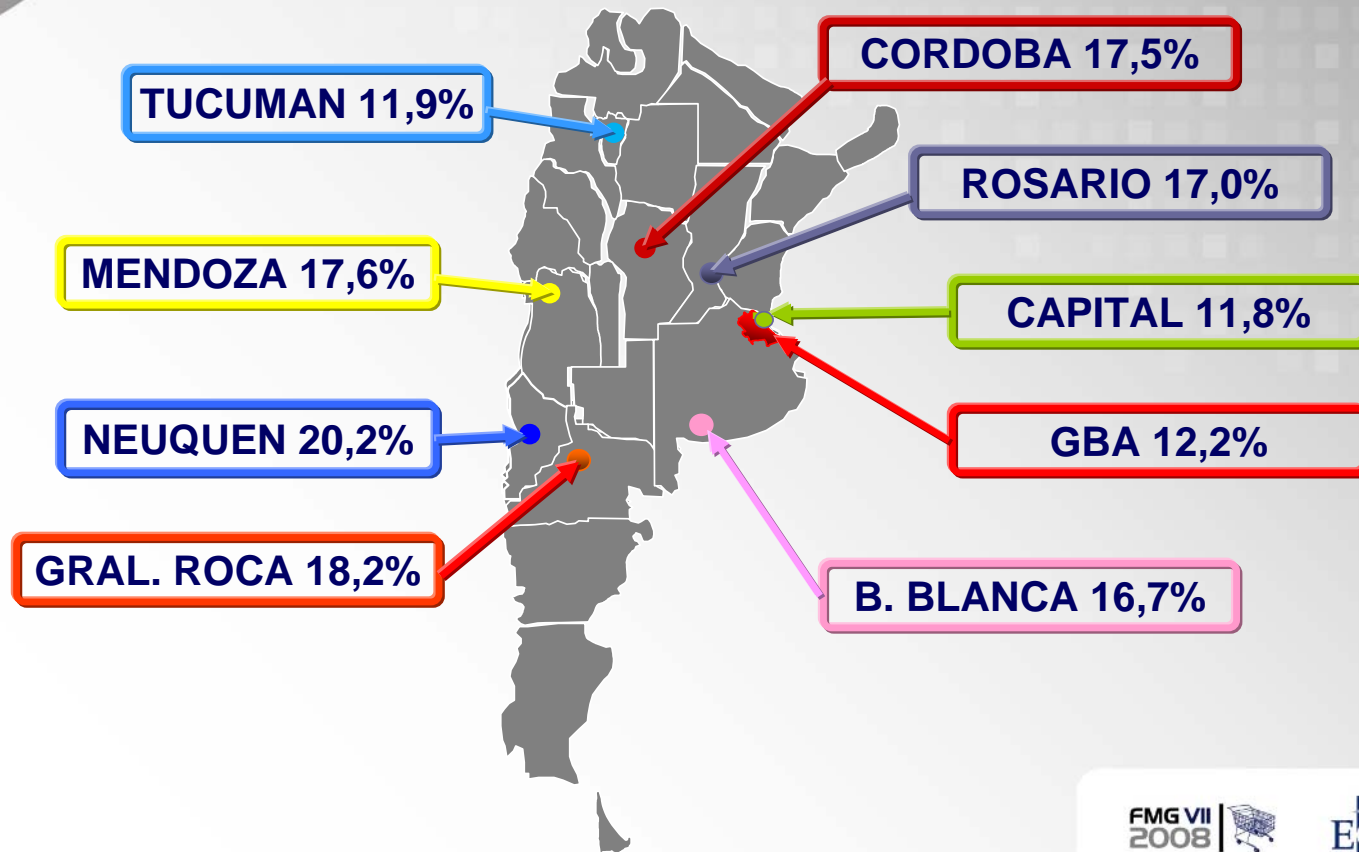 CORDOBA 17,5%
TUCUMAN 11,9%
ROSARIO 17,0%
MENDOZA 17,6%
CAPITAL 11,8%
NEUQUEN 20,2%
GBA 12,2%
GRAL. ROCA 18,2%
B. BLANCA 16,7%
FMG VII
2008
E